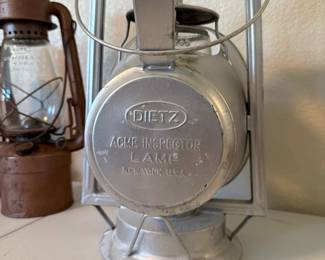 DIETZ
ACME INSPECTOR
LAMP
NEW YORK U.S.A.